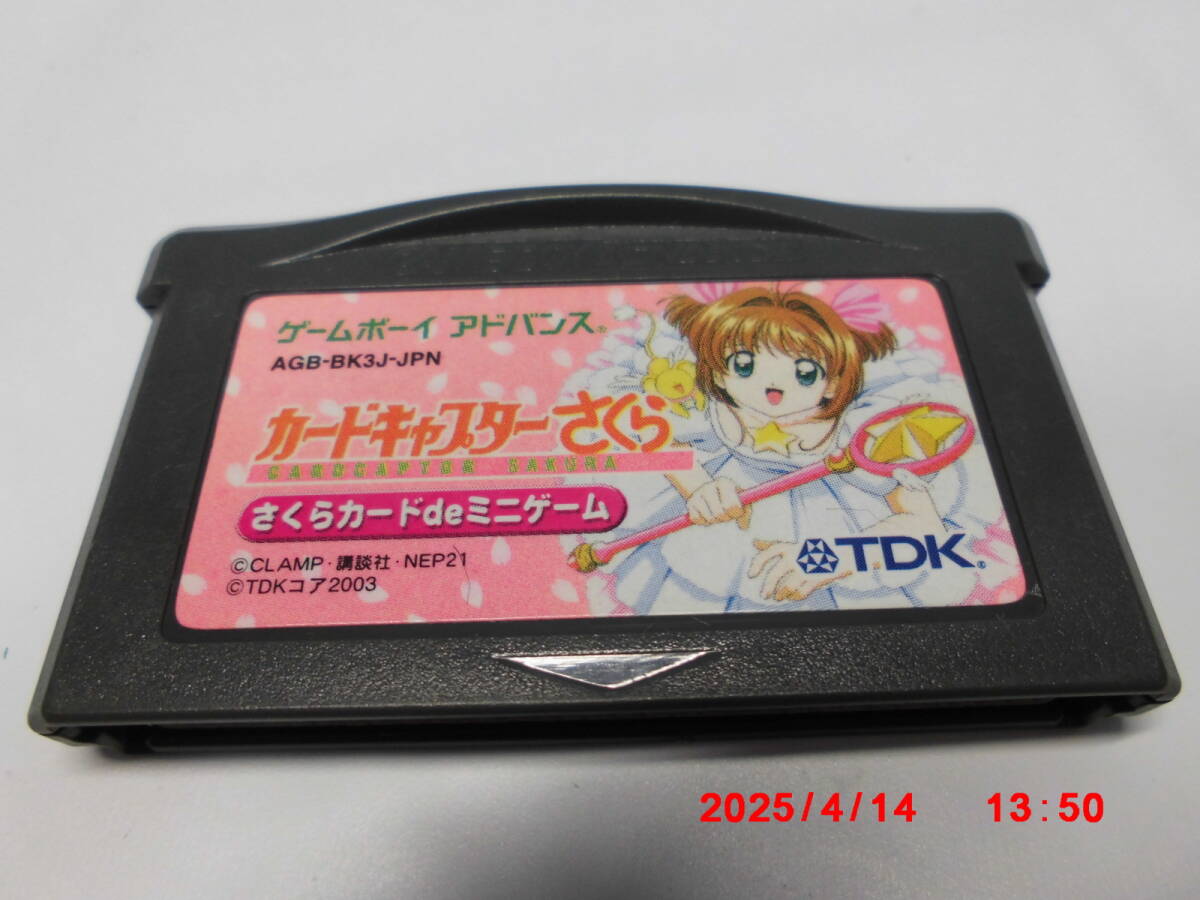 ゲームボーイ アドバンス®
AGB-BK3J-JPN
カードキャプターさくら
CARDCAPTOR SAKURA
さくらカードdeミニゲーム
©CLAMP・講談社・NEP21
©TDKコア2003
TDK®
2025/4/14 13:50